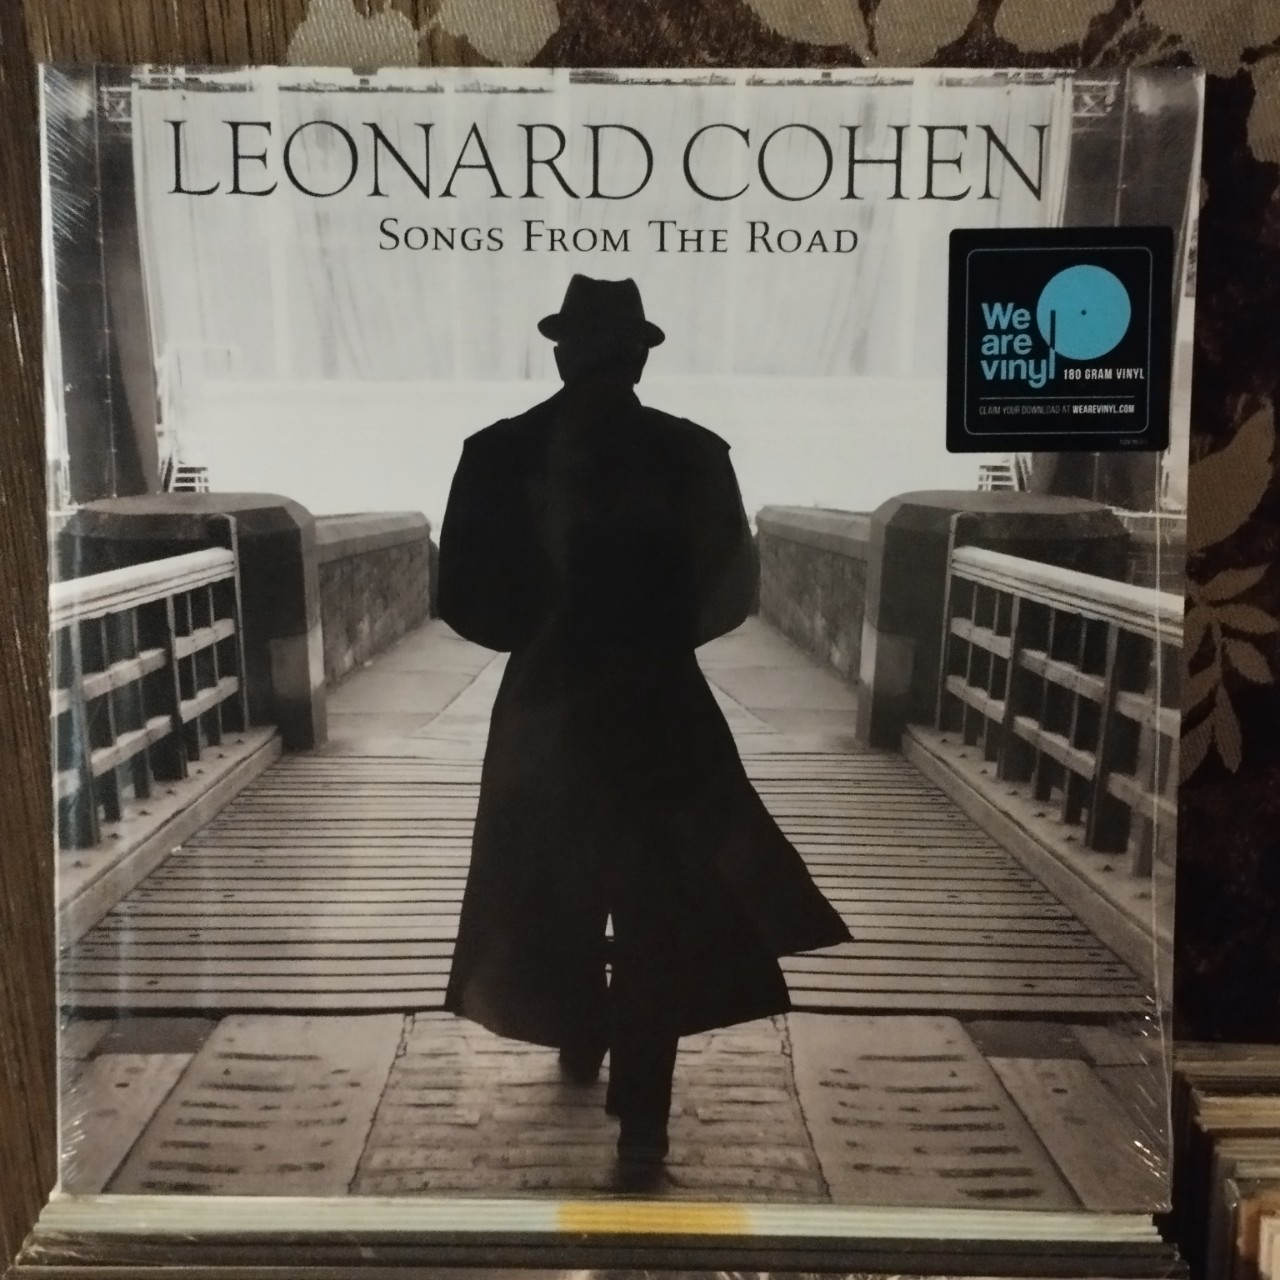 LEONARD COHEN
SONGS FROM THE ROAD
We
are
vinyl
180 GRAM VINYL
CLAIM YOUR DOWNLOAD AT WEAREVINYL.COM